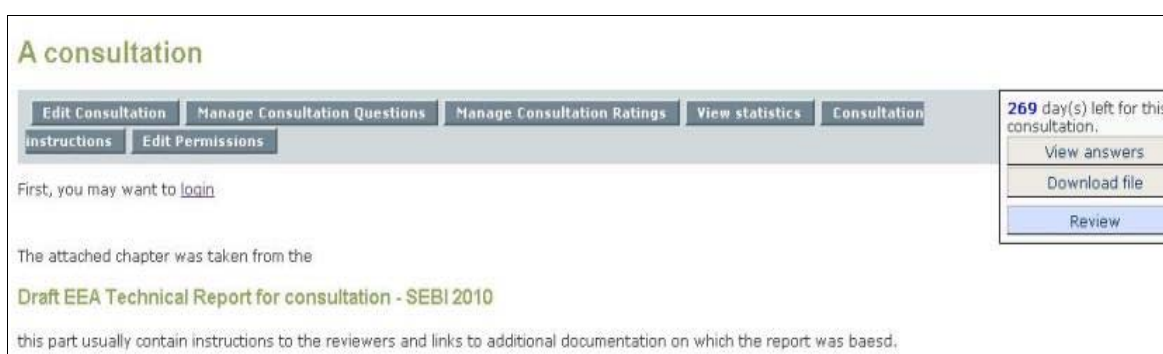 A consultation
Edit Consultation Manage Consultation Questions Manage Consultation Ratings View statistics Consultation
instructions Edit Permissions
269 day(s) left for this
consultation.
View answers
Download file
Review
First, you may want to login
The attached chapter was taken from the
Draft EEA Technical Report for consultation - SEBI 2010
this part usually contain instructions to the reviewers and links to additional documentation on which the report was baesd.